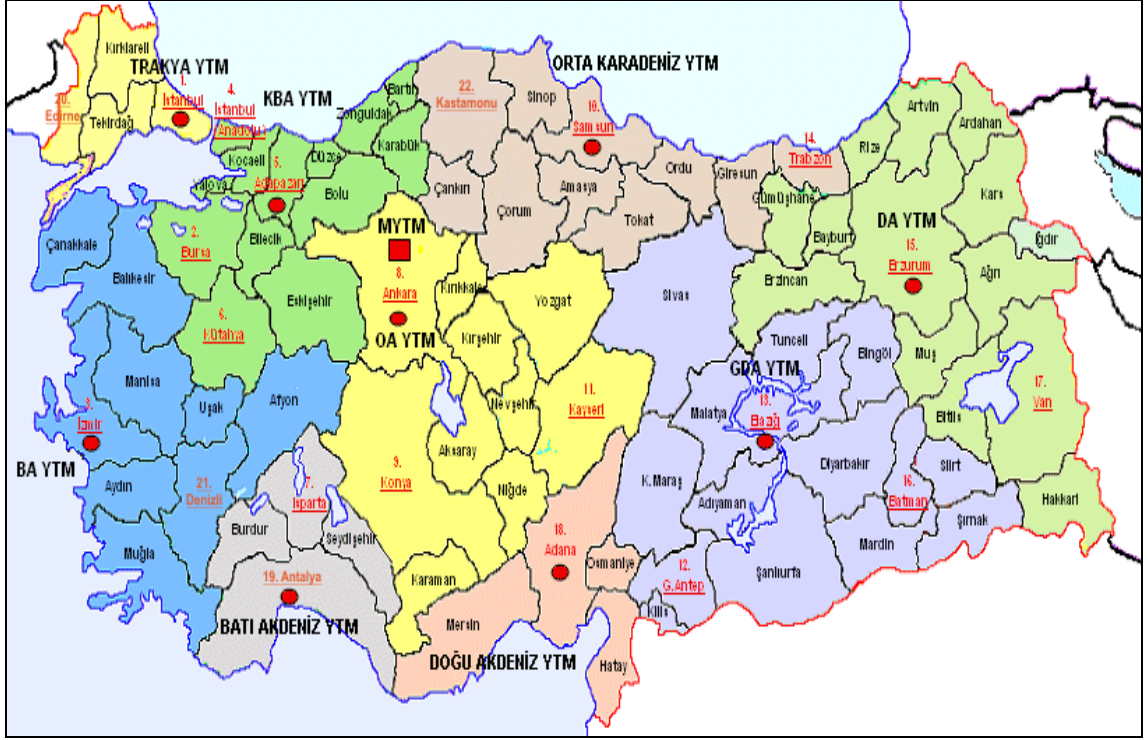 Kırklareli
TRAKYA YTM
1.
İstanbul
20.
Edirne
Tekirdağ
4.
İstanbul
(Anadolu)
KBA YTM
Bartın
Zonguldak
Karabük
Kocaeli
Yalova
5.
Adapazarı
Düzce
Bolu
22.
Kastamonu
Sinop
ORTA KARADENİZ YTM
10.
Samsun
Çankırı
Çorum
Amasya
Tokat
Ordu
Giresun
14.
Trabzon
Gümüşhane
Bayburt
Rize
Artvin
Ardahan
Kars
Iğdır
DA YTM
15.
Erzurum
Ağrı
Erzincan
Çanakkale
Balıkesir
2.
Bursa
Bilecik
6.
Kütahya
Eskişehir
MYTM
8.
Ankara
OA YTM
Kırıkkale
Yozgat
Kırşehir
Sivas
Tunceli
Bingöl
Muş
GDA YTM
Manisa
Uşak
Afyon
3.
İzmir
BA YTM
Aydın
21.
Denizli
Muğla
Burdur
7.
Isparta
Seydişehir
19. Antalya
BATI AKDENİZ YTM
9.
Konya
Aksaray
Nevşehir
11.
Kayseri
Niğde
Karaman
Mersin
18.
Adana
Osmaniye
DOĞU AKDENİZ YTM
Hatay
K.Maraş
Malatya
13.
Elazığ
Adıyaman
12.
G.Antep
Kilis
Şanlıurfa
Diyarbakır
16.
Batman
Mardin
Siirt
Şırnak
Bitlis
17.
Van
Hakkari